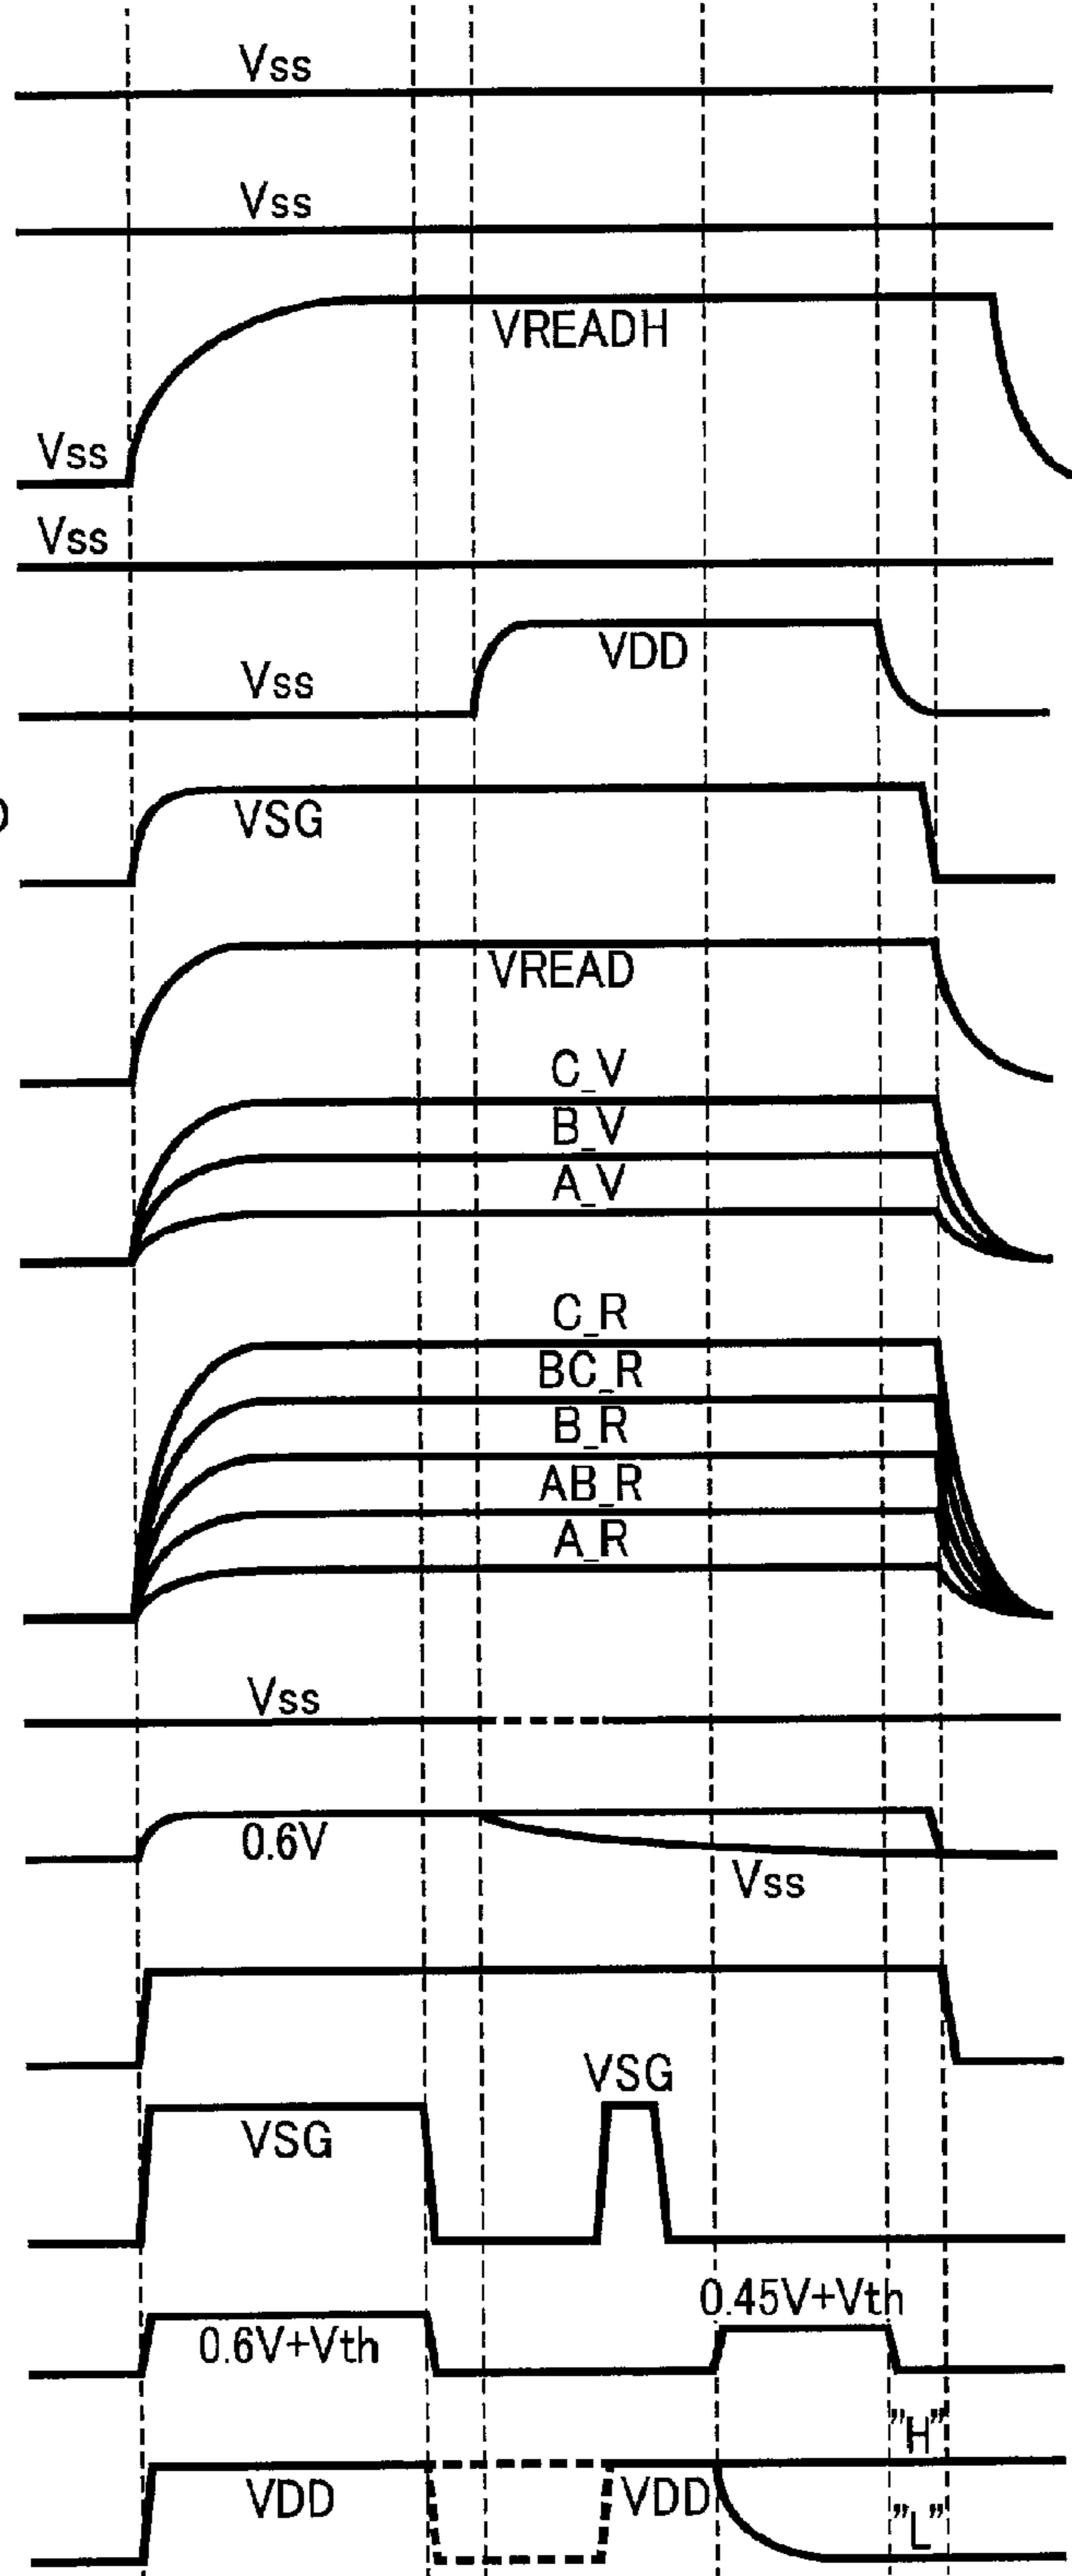 Vss
Vss
VREADH
Vss
Vss
VDD
Vss
VSG
VREAD
C_V
B_V
A_V
C_R
BC_R
B_R
AB_R
A_R
Vss
0.6V
Vss
VSG
VSG
0.45V+Vth
0.6V+Vth
"H"
VDD VDD
"L"